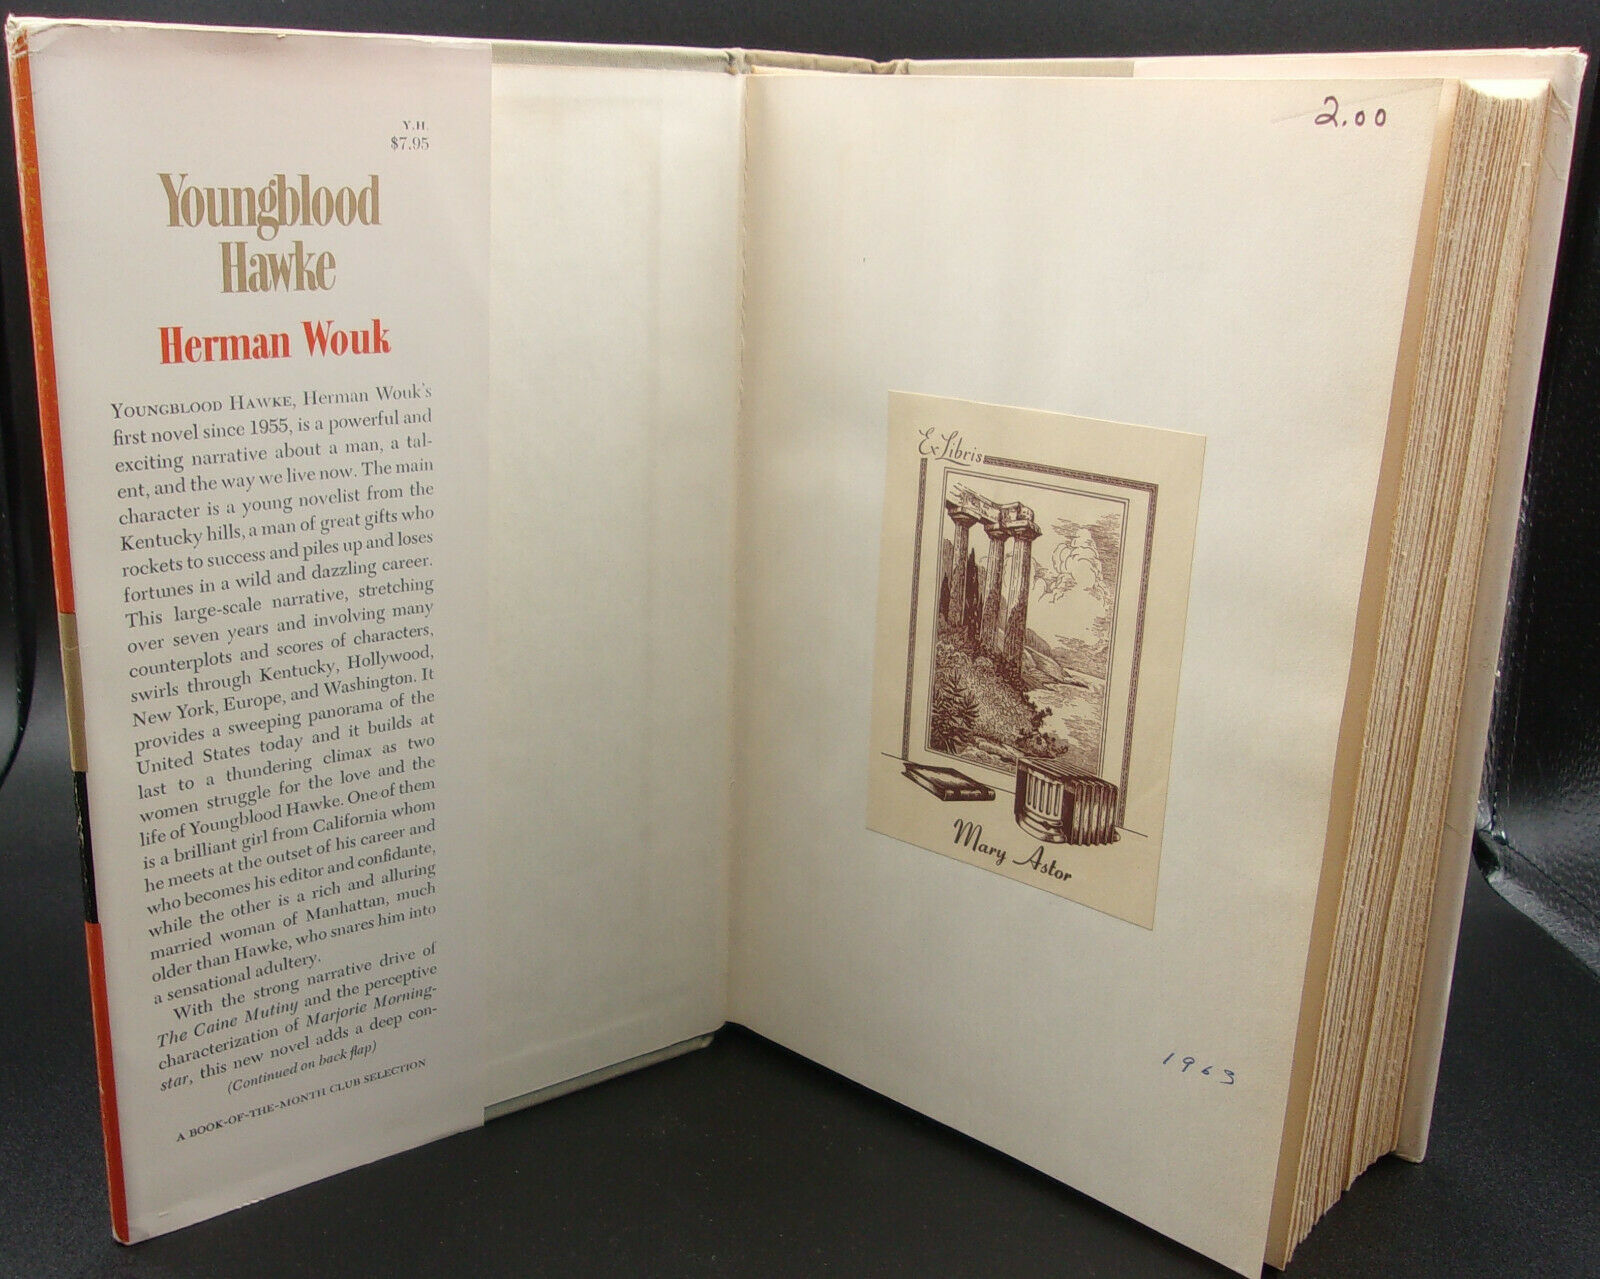 Y.H.
$7.95
Youngblood
Hawke
Herman Wouk
YOUNGBLOOD HAWKE, Herman Wouk's
first novel since 1955, is a powerful and
exciting narrative about a man, a tal-
ent, and the way we live now. The main
character is a young novelist from the
Kentucky hills, a man of great gifts who
rockets to success and piles up and loses
fortunes in a wild and dazzling career.
This large-scale narrative, stretching
over seven years and involving many
counterplots and scores of characters,
swirls through Kentucky, Hollywood,
New York, Europe, and Washington. It
provides a sweeping panorama of the
United States today and it builds at
last to a thundering climax as two
women struggle for the love and the
life of Youngblood Hawke. One of them
is a brilliant girl from California whom
he meets at the outset of his career and
who becomes his editor and confidante,
while the other is a rich and alluring
married woman of Manhattan, much
older than Hawke, who snares him into
a sensational adultery.
With the strong narrative drive of
The Caine Mutiny and the perceptive
characterization of Marjorie Morning-
star, this new novel adds a deep con-
(Continued on back flap)
A BOOK-OF-THE-MONTH CLUB SELECTION
2.00
Ex Libris
Mary Astor
1963